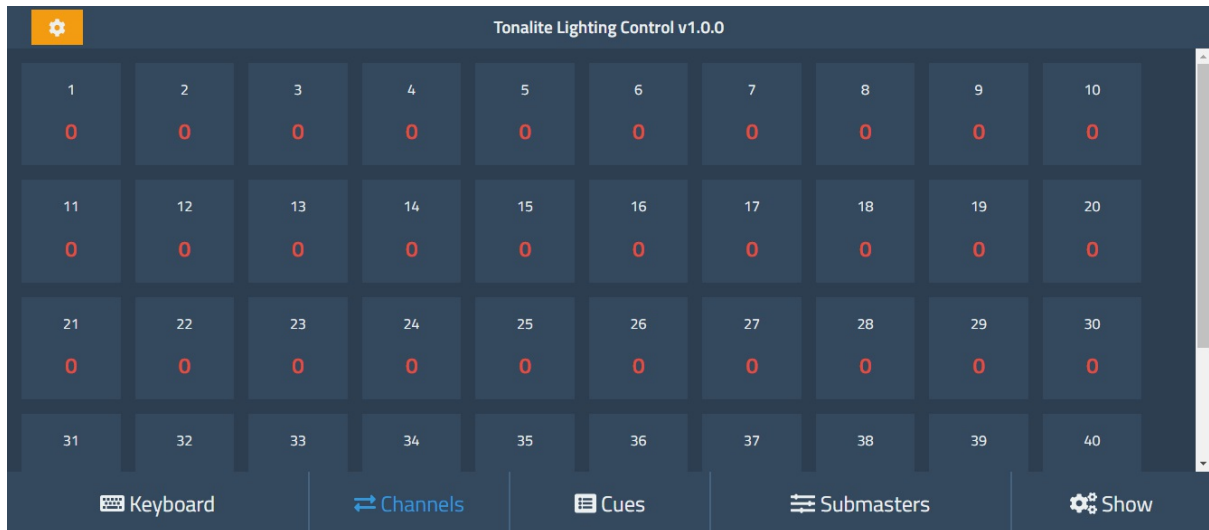 Tonalite Lighting Control v1.0.0
1 2 3 4 5 6 7 8 9 10
0 0 0 0 0 0 0 0 0 0
11 12 13 14 15 16 17 18 19 20
0 0 0 0 0 0 0 0 0 0
21 22 23 24 25 26 27 28 29 30
0 0 0 0 0 0 0 0 0 0
31 32 33 34 35 36 37 38 39 40
Keyboard Channels Cues Submasters Show